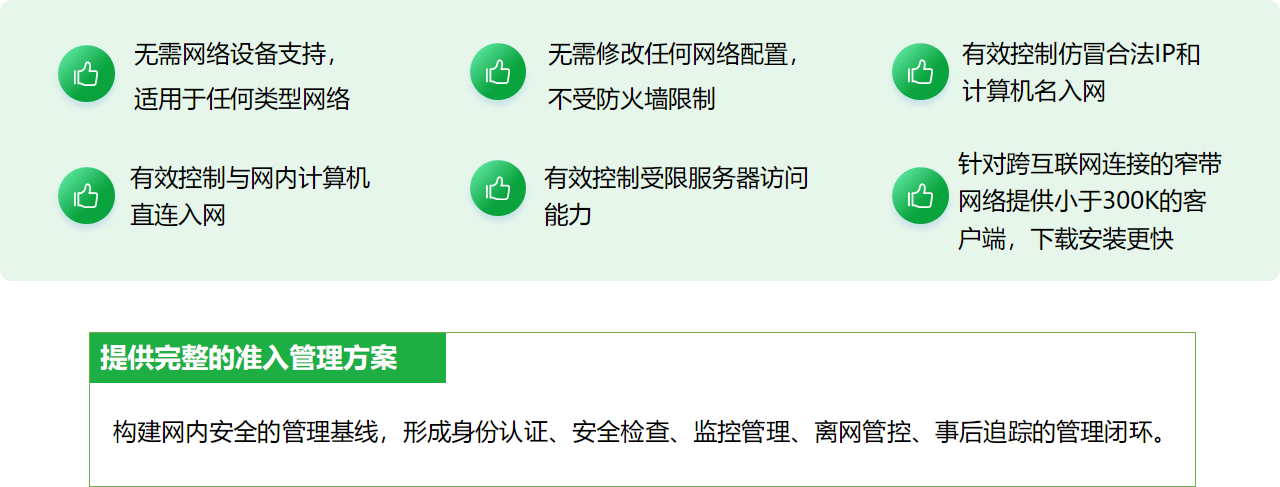 无需网络设备支持，
适用于任何类型网络
无需修改任何网络配置，
不受防火墙限制
有效控制仿冒合法IP和
计算机名入网
有效控制与网内计算机
直连入网
有效控制受限服务器访问
能力
针对跨互联网连接的窄带
网络提供小于300K的客
户端，下载安装更快
提供完整的准入管理方案
构建网内安全的管理基线，形成身份认证、安全检查、监控管理、离网管控、事后追踪的管理闭环。